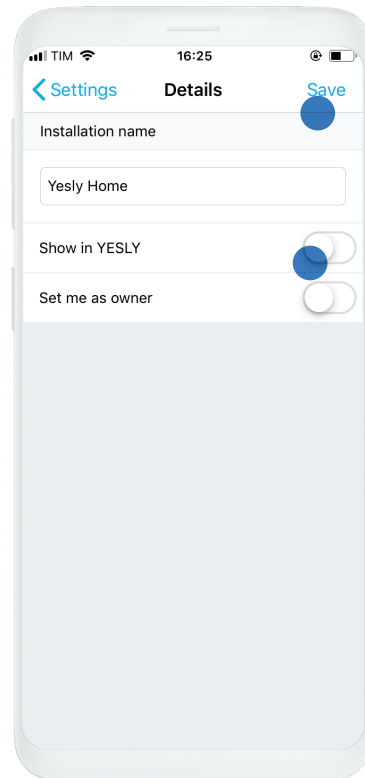 TIM 16:25
Settings Details Save
Installation name
Yesly Home
Show in YESLY
Set me as owner